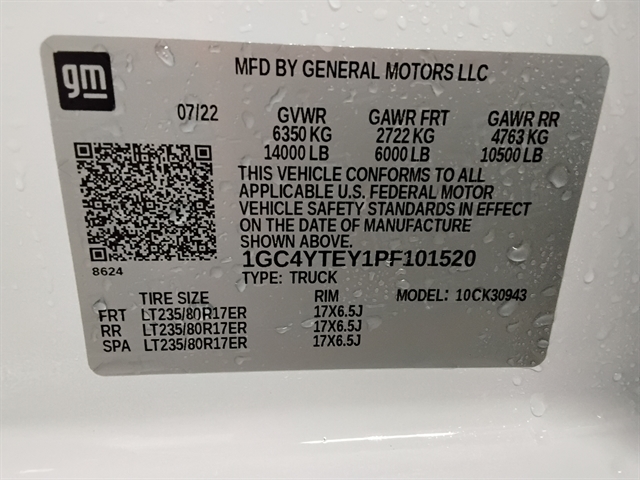 gm
MFD BY GENERAL MOTORS LLC
07/22 GVWR GAWR FRT GAWR RR
6350 KG 2722 KG 4763 KG
14000 LB 6000 LB 10500 LB
THIS VEHICLE CONFORMS TO ALL
APPLICABLE U.S. FEDERAL MOTOR
VEHICLE SAFETY STANDARDS IN EFFECT
ON THE DATE OF MANUFACTURE
SHOWN ABOVE.
8624
1GC4YTEY1PF101520
TYPE: TRUCK
TIRE SIZE RIM MODEL: 10CK30943
FRT LT235/80R17ER 17X6.5J
RR LT235/80R17ER 17X6.5J
SPA LT235/80R17ER 17X6.5J